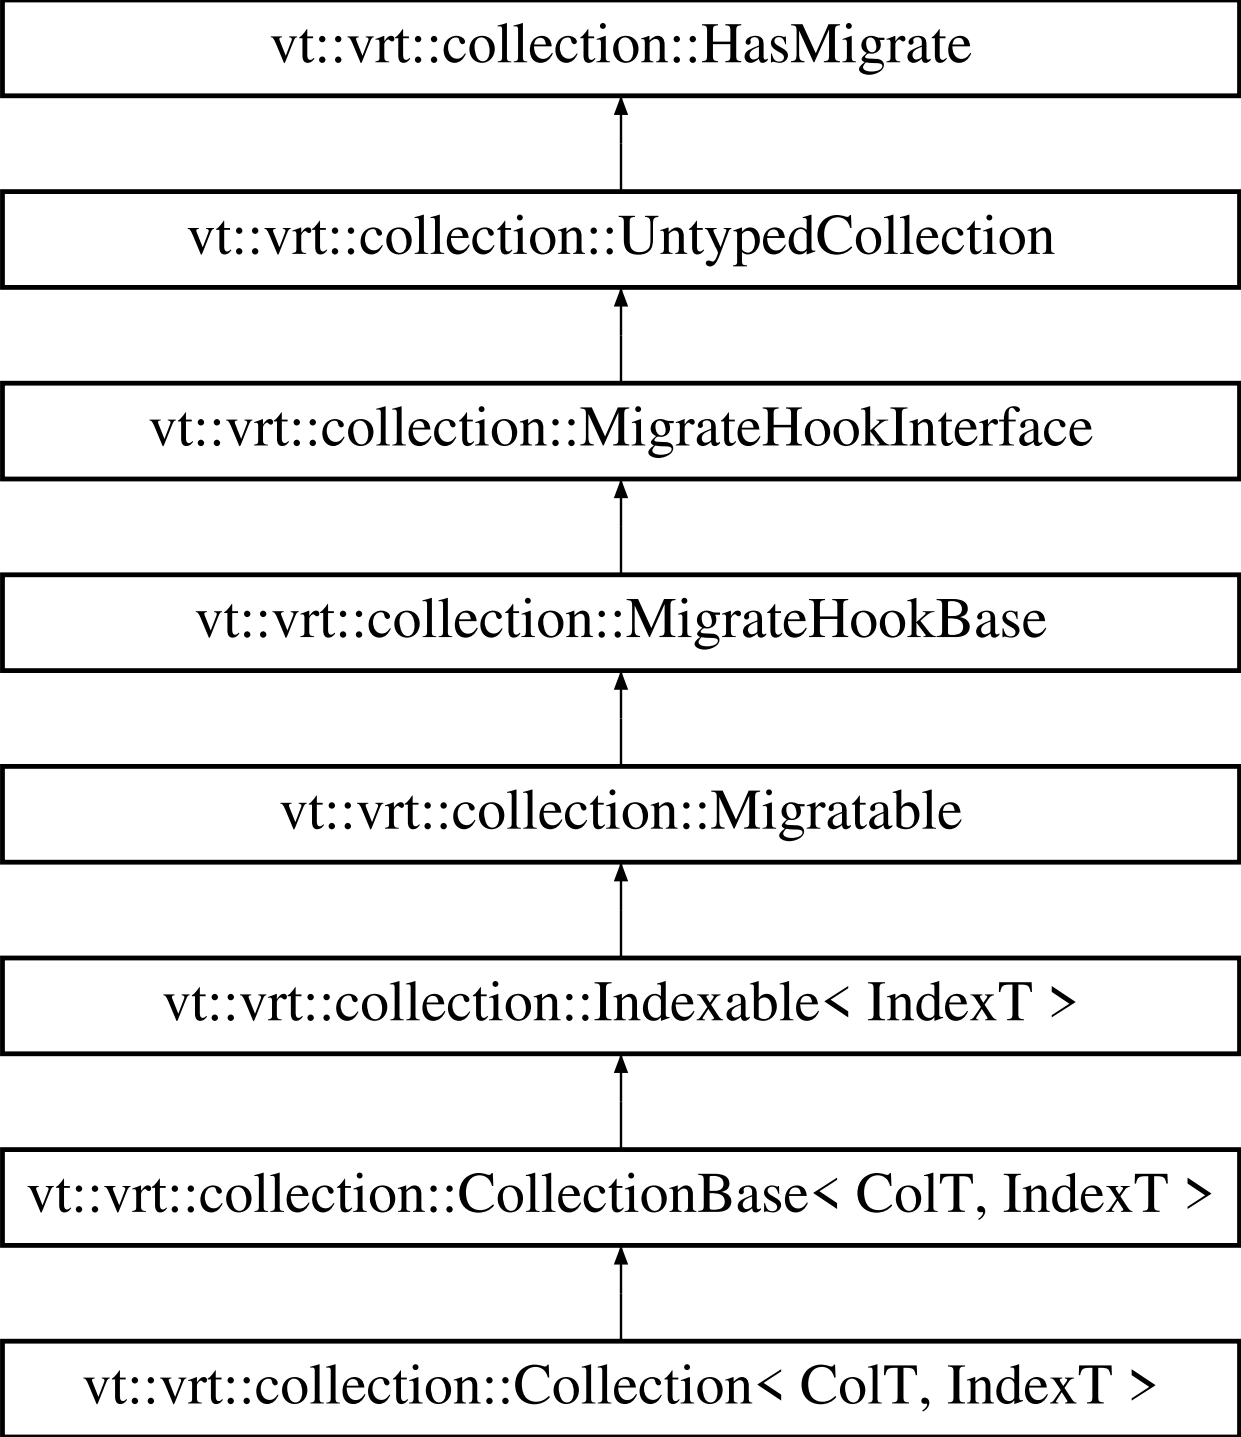 vt::vrt::collection::HasMigrate
vt::vrt::collection::UntypedCollection
vt::vrt::collection::MigrateHookInterface
vt::vrt::collection::MigrateHookBase
vt::vrt::collection::Migratable
vt::vrt::collection::Indexable< IndexT >
vt::vrt::collection::CollectionBase< ColT, IndexT >
vt::vrt::collection::Collection< ColT, IndexT >